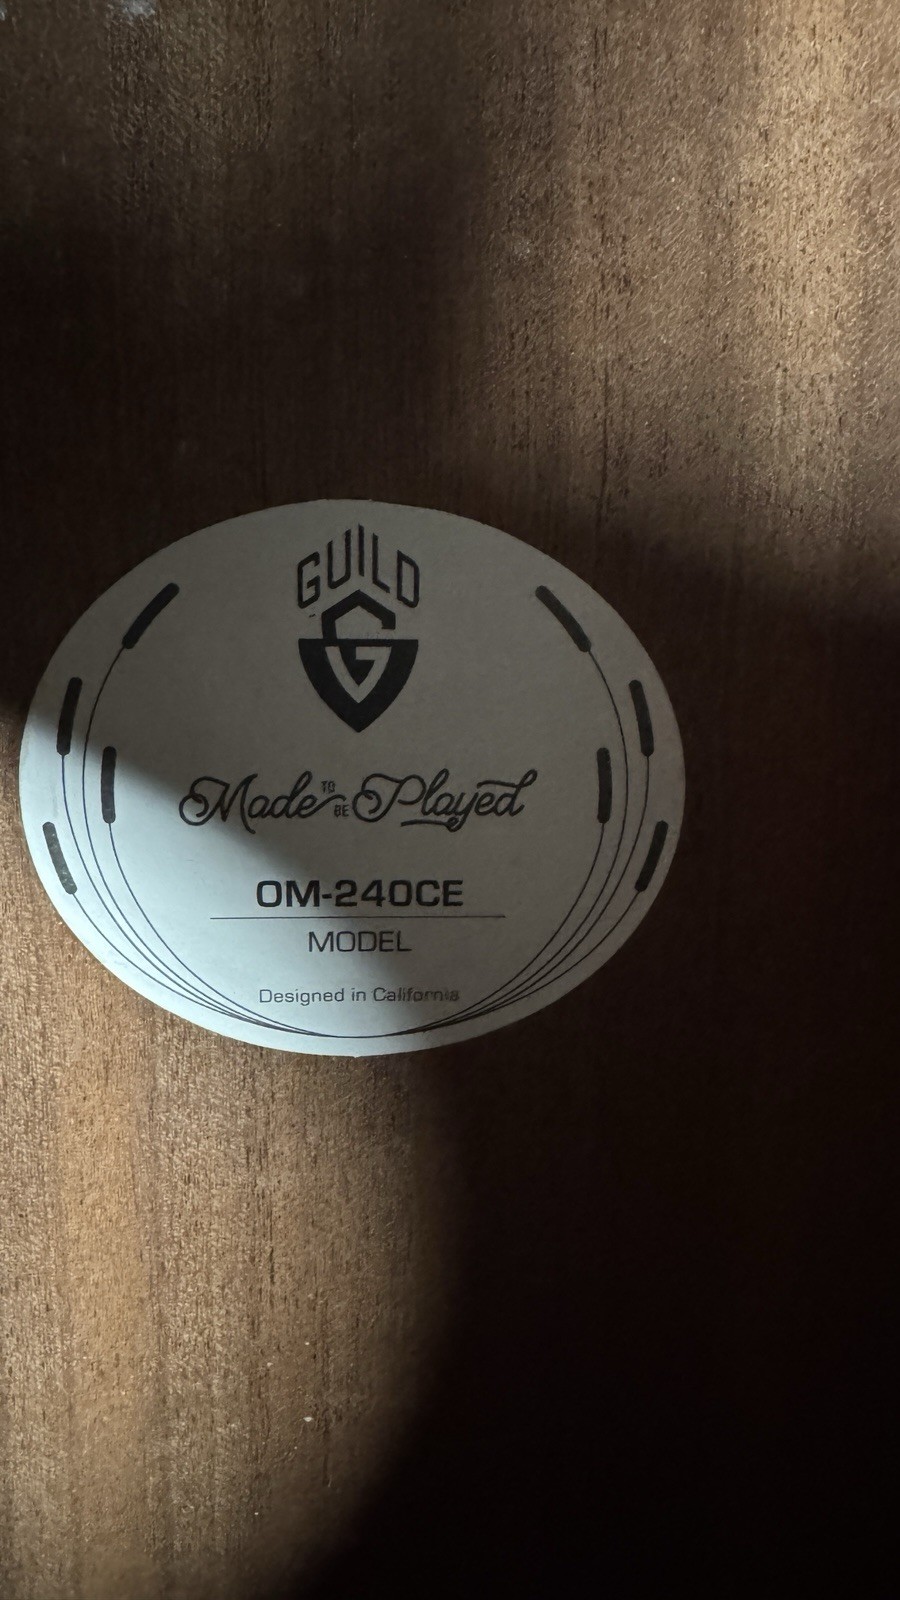 GUILD
G
Made TO BE Played
OM-240CE
MODEL
Designed in California